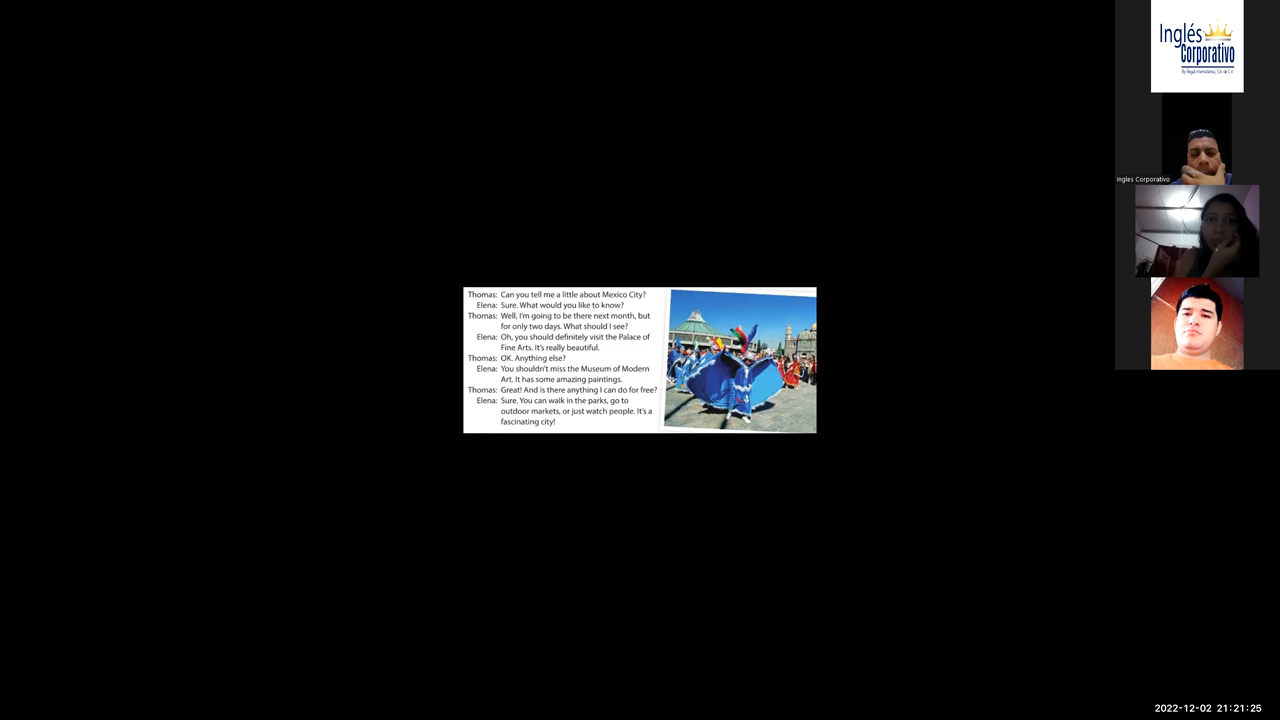 Inglés
Corporativo
By Regal International, S.A. de C.V.
Ingles Corporativo
Thomas: Can you tell me a little about Mexico City?
Elena: Sure. What would you like to know?
Thomas: Well, I'm going to be there next month, but
for only two days. What should I see?
Elena: Oh, you should definitely visit the Palace of
Fine Arts. It's really beautiful.
Thomas: OK. Anything else?
Elena: You shouldn't miss the Museum of Modern
Art. It has some amazing paintings.
Thomas: Great! And is there anything I can do for free?
Elena: Sure. You can walk in the parks, go to
outdoor markets, or just watch people. It's a
fascinating city!
2022-12-02 21:21:25